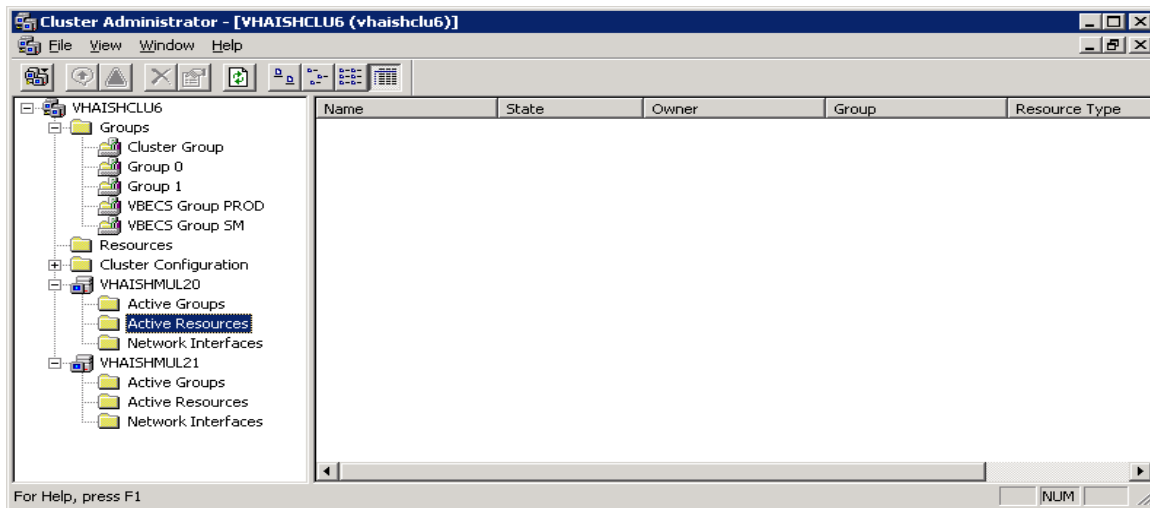 Cluster Administrator - [VHAISHCLU6 (vhaishclu6)]
File View Window Help
Name State Owner Group Resource Type
VHAISHCLU6
Groups
Cluster Group
Group 0
Group 1
VBECS Group PROD
VBECS Group SM
Resources
Cluster Configuration
VHAISHMUL20
Active Groups
Active Resources
Network Interfaces
VHAISHMUL21
Active Groups
Active Resources
Network Interfaces
For Help, press F1 NUM